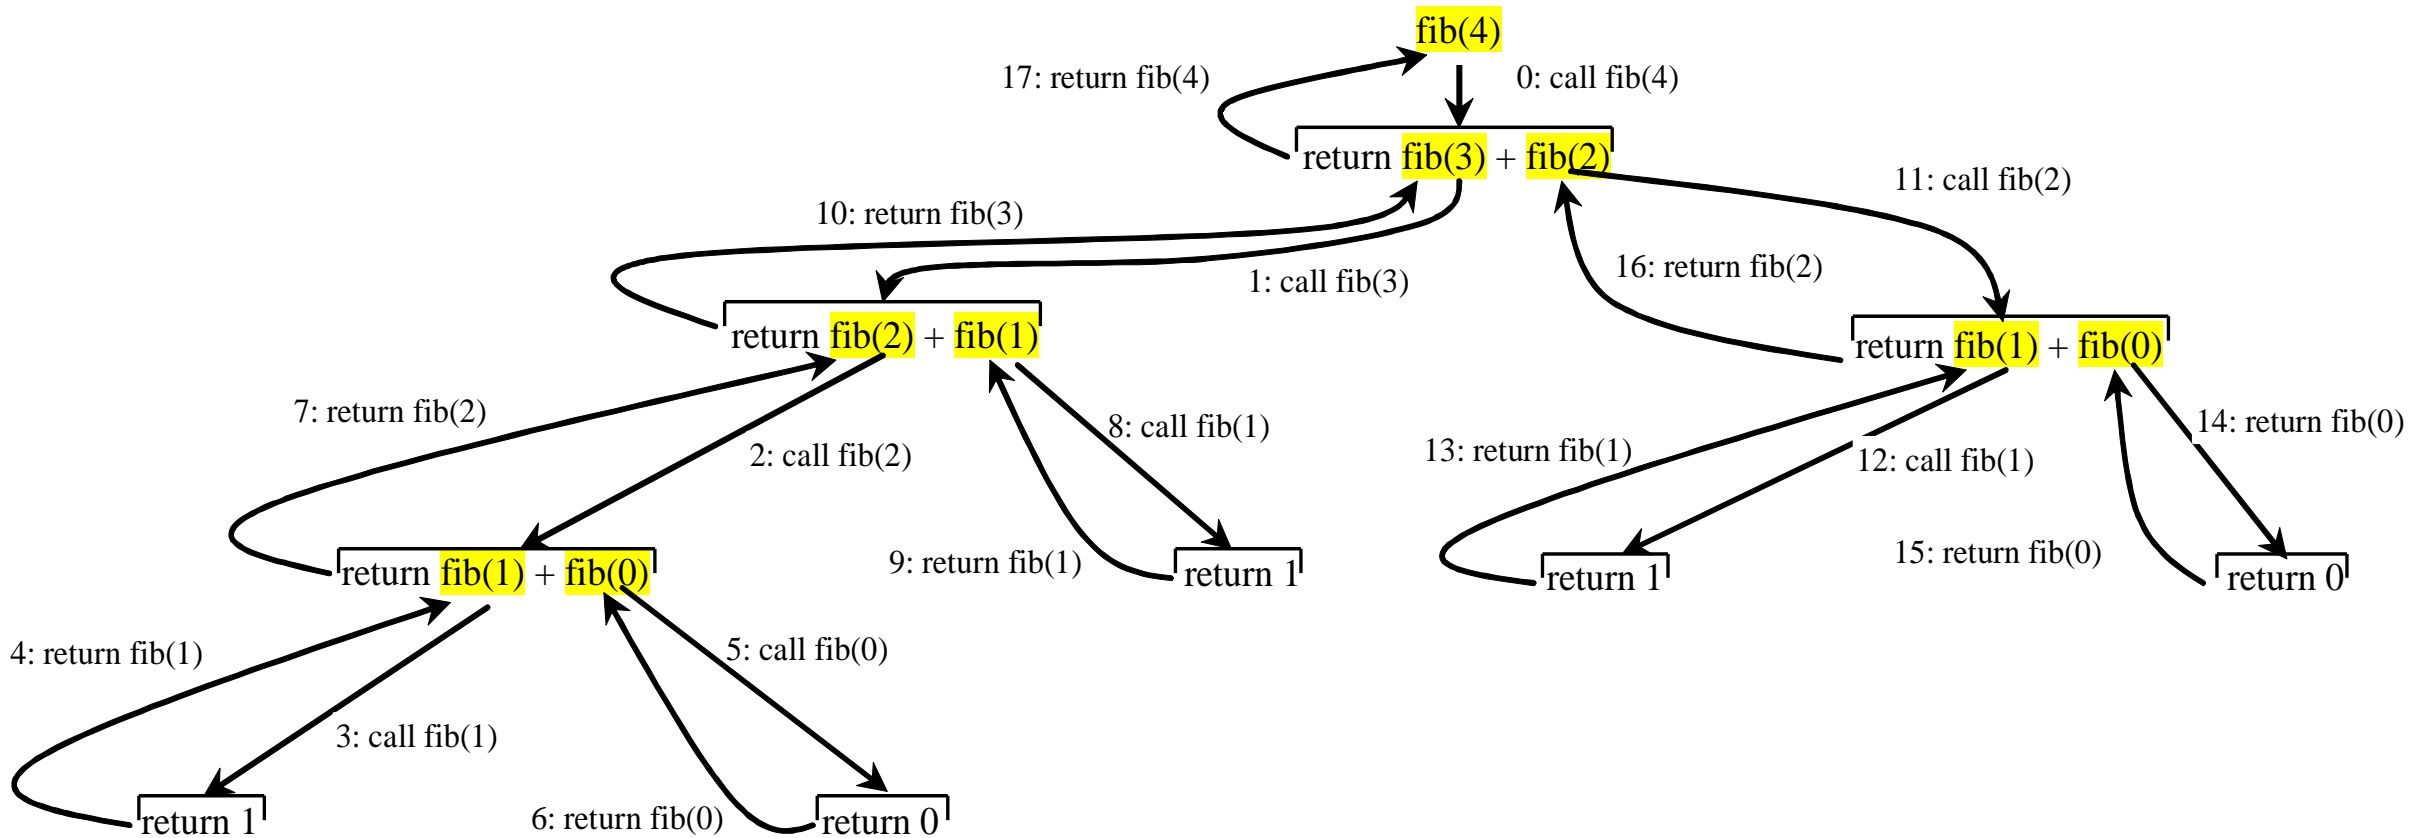 fib(4)
17: return fib(4)
0: call fib(4)
return fib(3) + fib(2)
11: call fib(2)
10: return fib(3)
1: call fib(3)
16: return fib(2)
return fib(2) + fib(1)
return fib(1) + fib(0)
7: return fib(2)
2: call fib(2)
8: call fib(1)
13: return fib(1)
12: call fib(1)
14: return fib(0)
return fib(1) + fib(0)
9: return fib(1)
return 1
return 1
15: return fib(0)
return 0
4: return fib(1)
3: call fib(1)
5: call fib(0)
return 1
6: return fib(0)
return 0